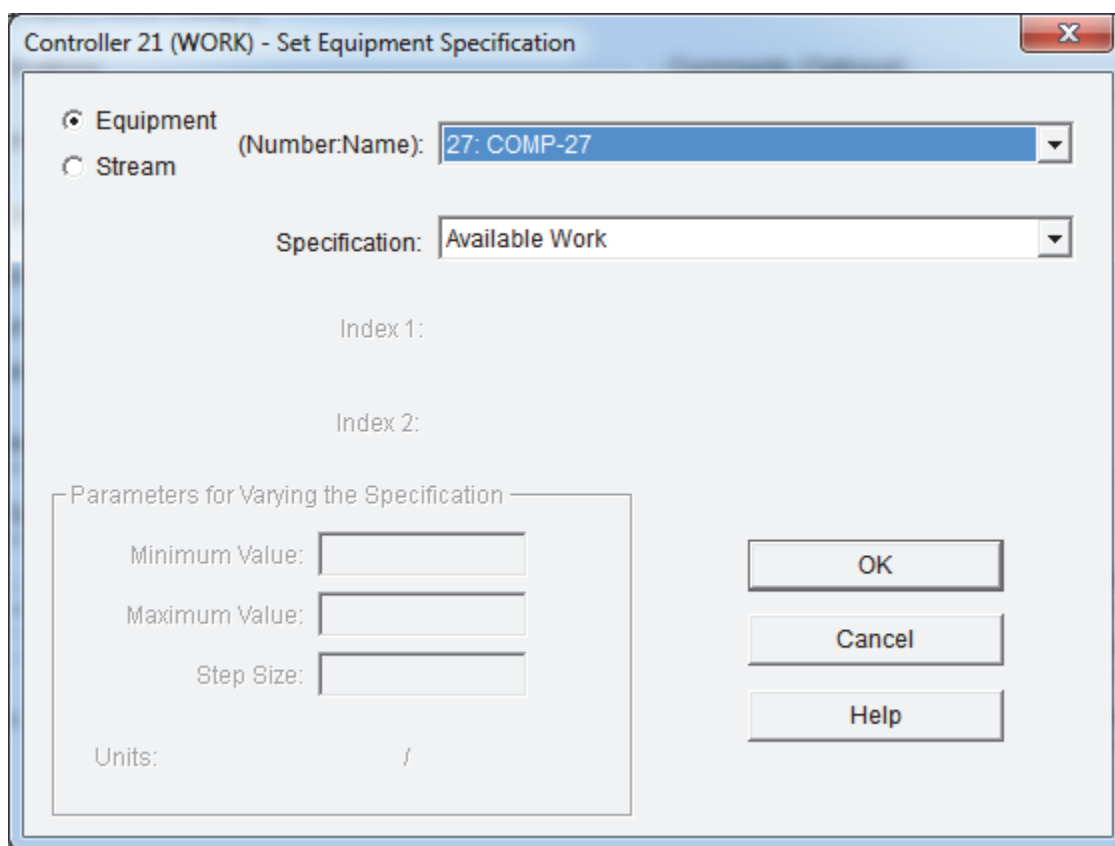 Controller 21 (WORK) - Set Equipment Specification
Equipment
(Number:Name):
27: COMP-27
Stream
Specification:
Available Work
Index 1:
Index 2:
Parameters for Varying the Specification
Minimum Value:
Maximum Value:
Step Size:
Units: /
OK
Cancel
Help